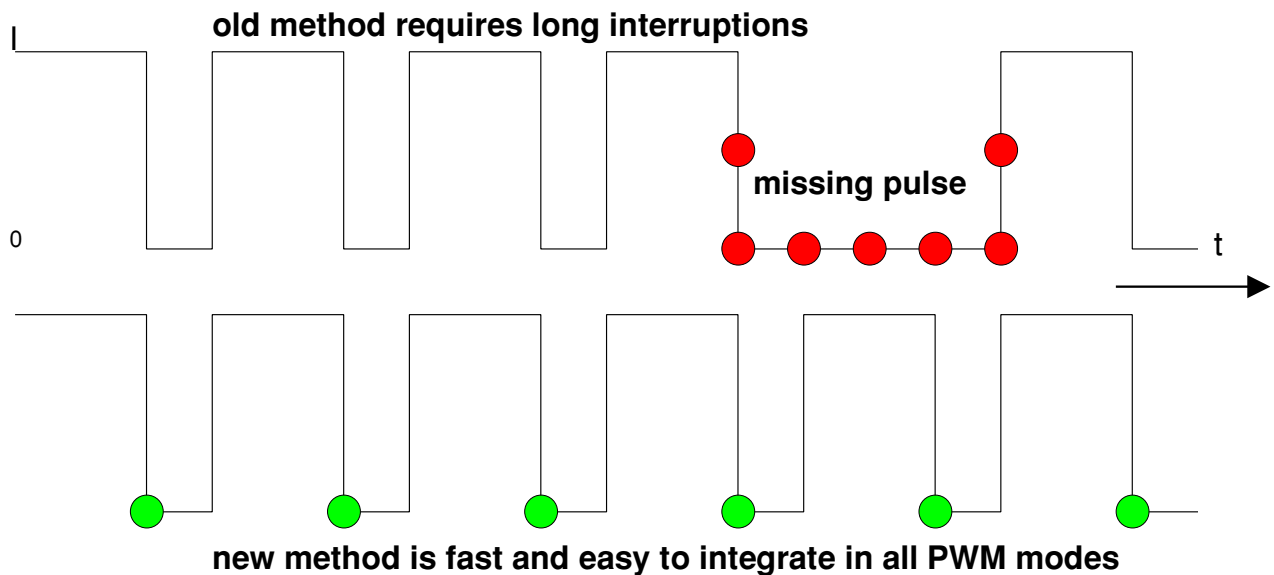 old method requires long interruptions
I
missing pulse
0
t
new method is fast and easy to integrate in all PWM modes